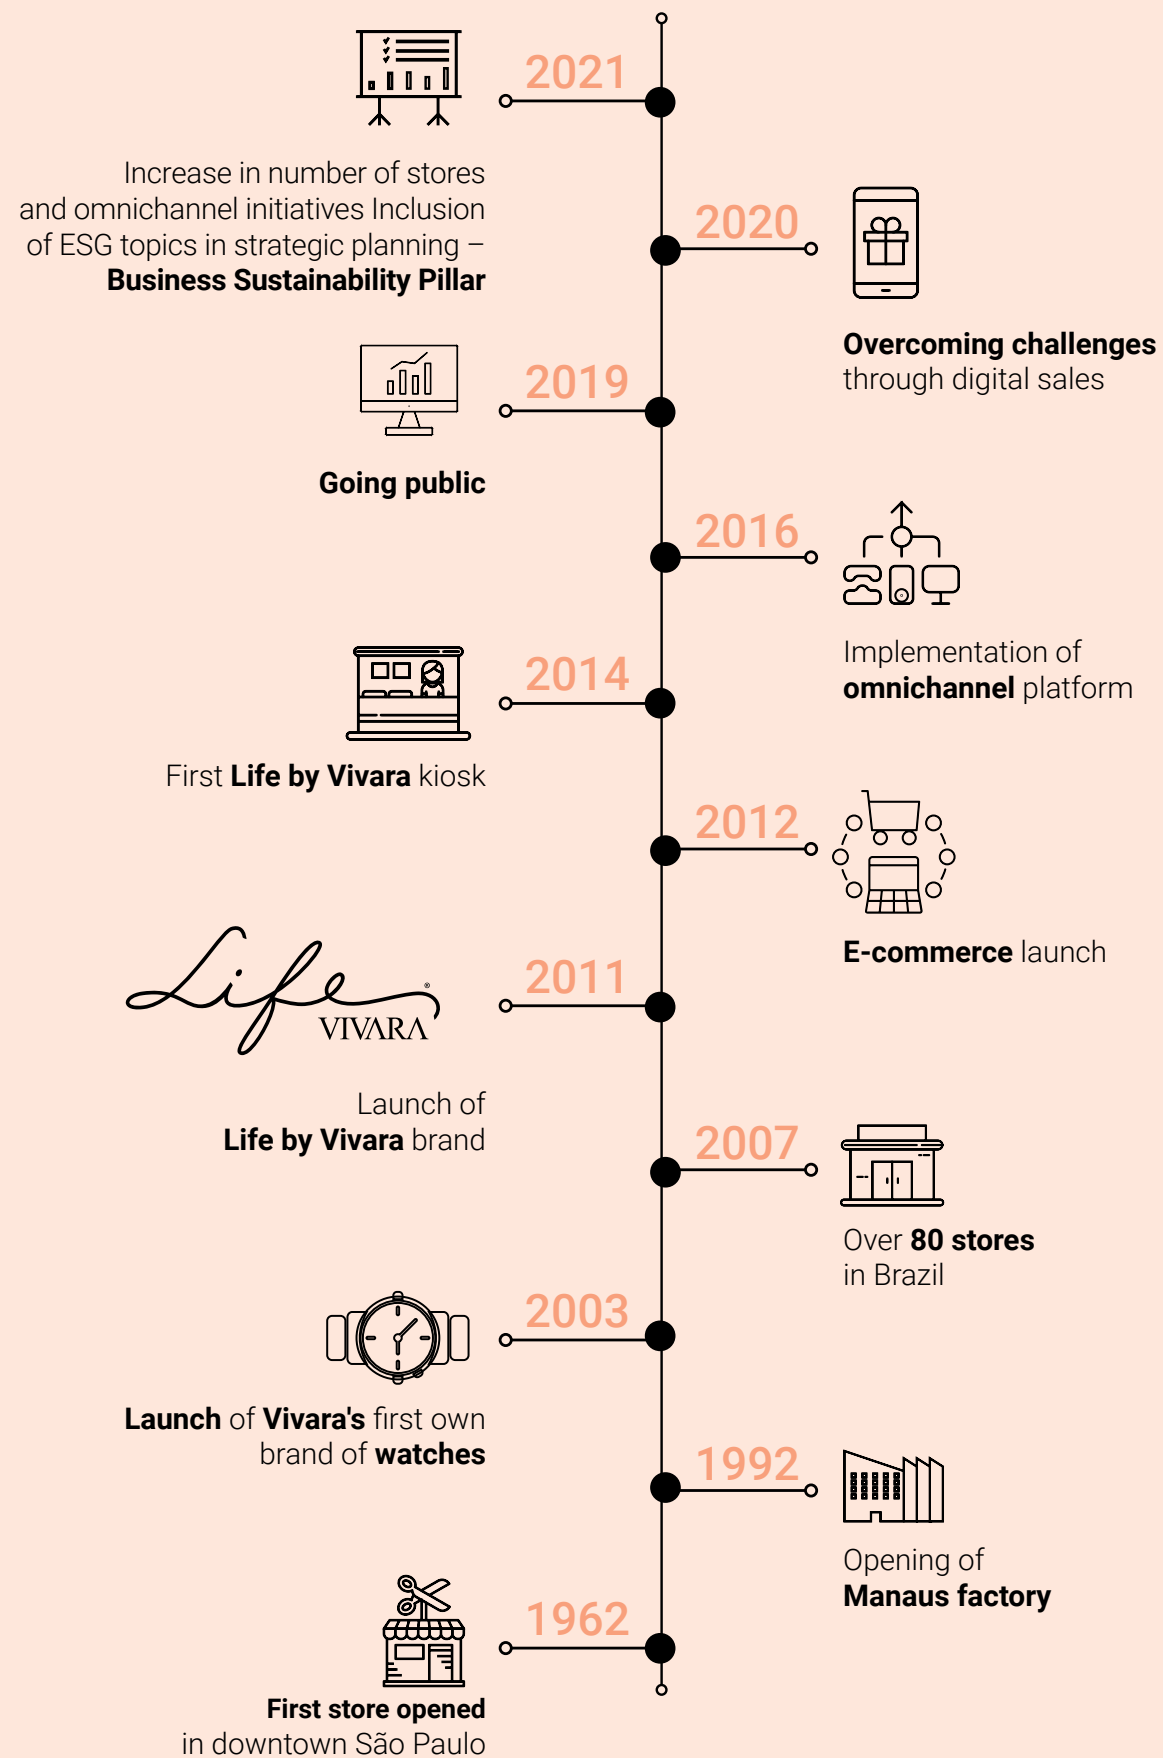 2021
Increase in number of stores
and omnichannel initiatives Inclusion
of ESG topics in strategic planning –
Business Sustainability Pillar
2020
Overcoming challenges
through digital sales
2019
Going public
2016
Implementation of
omnichannel platform
2014
First Life by Vivara kiosk
2012
E-commerce launch
2011
Life
VIVARA
®
Launch of
Life by Vivara brand
2007
Over 80 stores
in Brazil
2003
Launch of Vivara's first own
brand of watches
1992
Opening of
Manaus factory
1962
First store opened
in downtown São Paulo